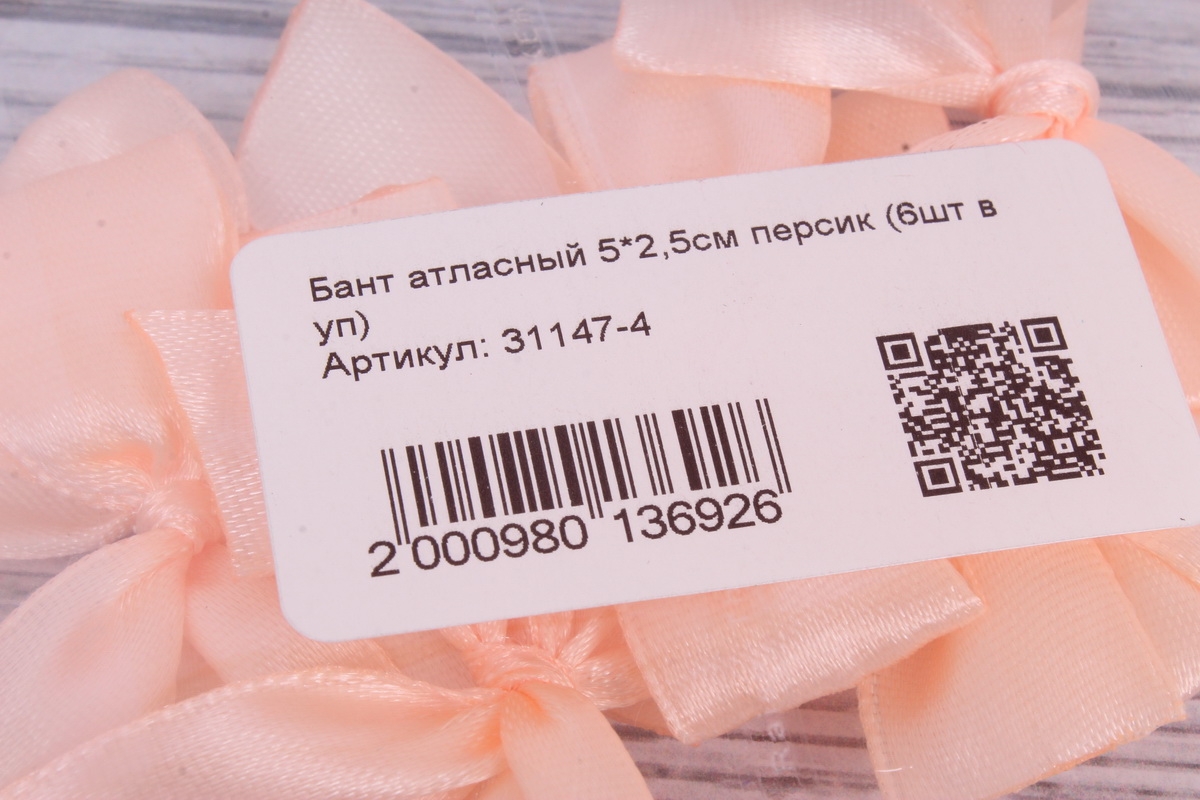 Бант атласный 5*2,5см персик (6шт в
уп)
Артикул: 31147-4
2 000980 136926